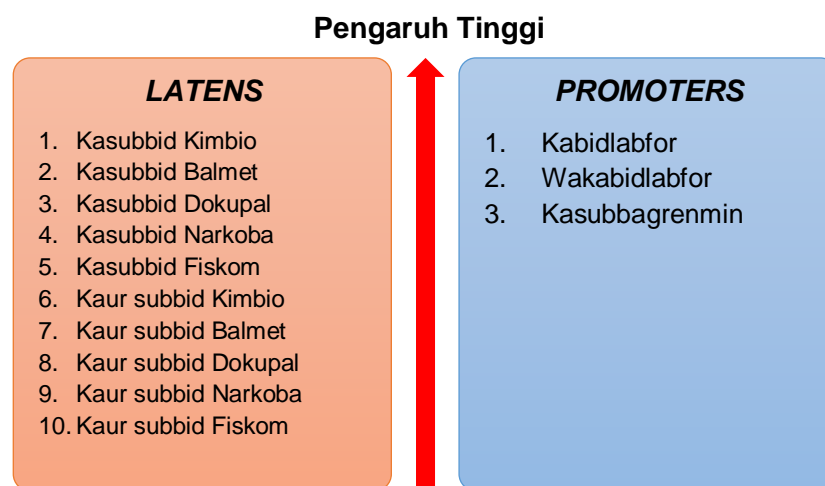 Pengaruh Tinggi
LATENS
1. Kasubbid Kimbio
2. Kasubbid Balmet
3. Kasubbid Dokupal
4. Kasubbid Narkoba
5. Kasubbid Fiskom
6. Kaur subbid Kimbio
7. Kaur subbid Balmet
8. Kaur subbid Dokupal
9. Kaur subbid Narkoba
10. Kaur subbid Fiskom
PROMOTERS
1. Kabidlabfor
2. Wakabidlabfor
3. Kasubbagrenmin